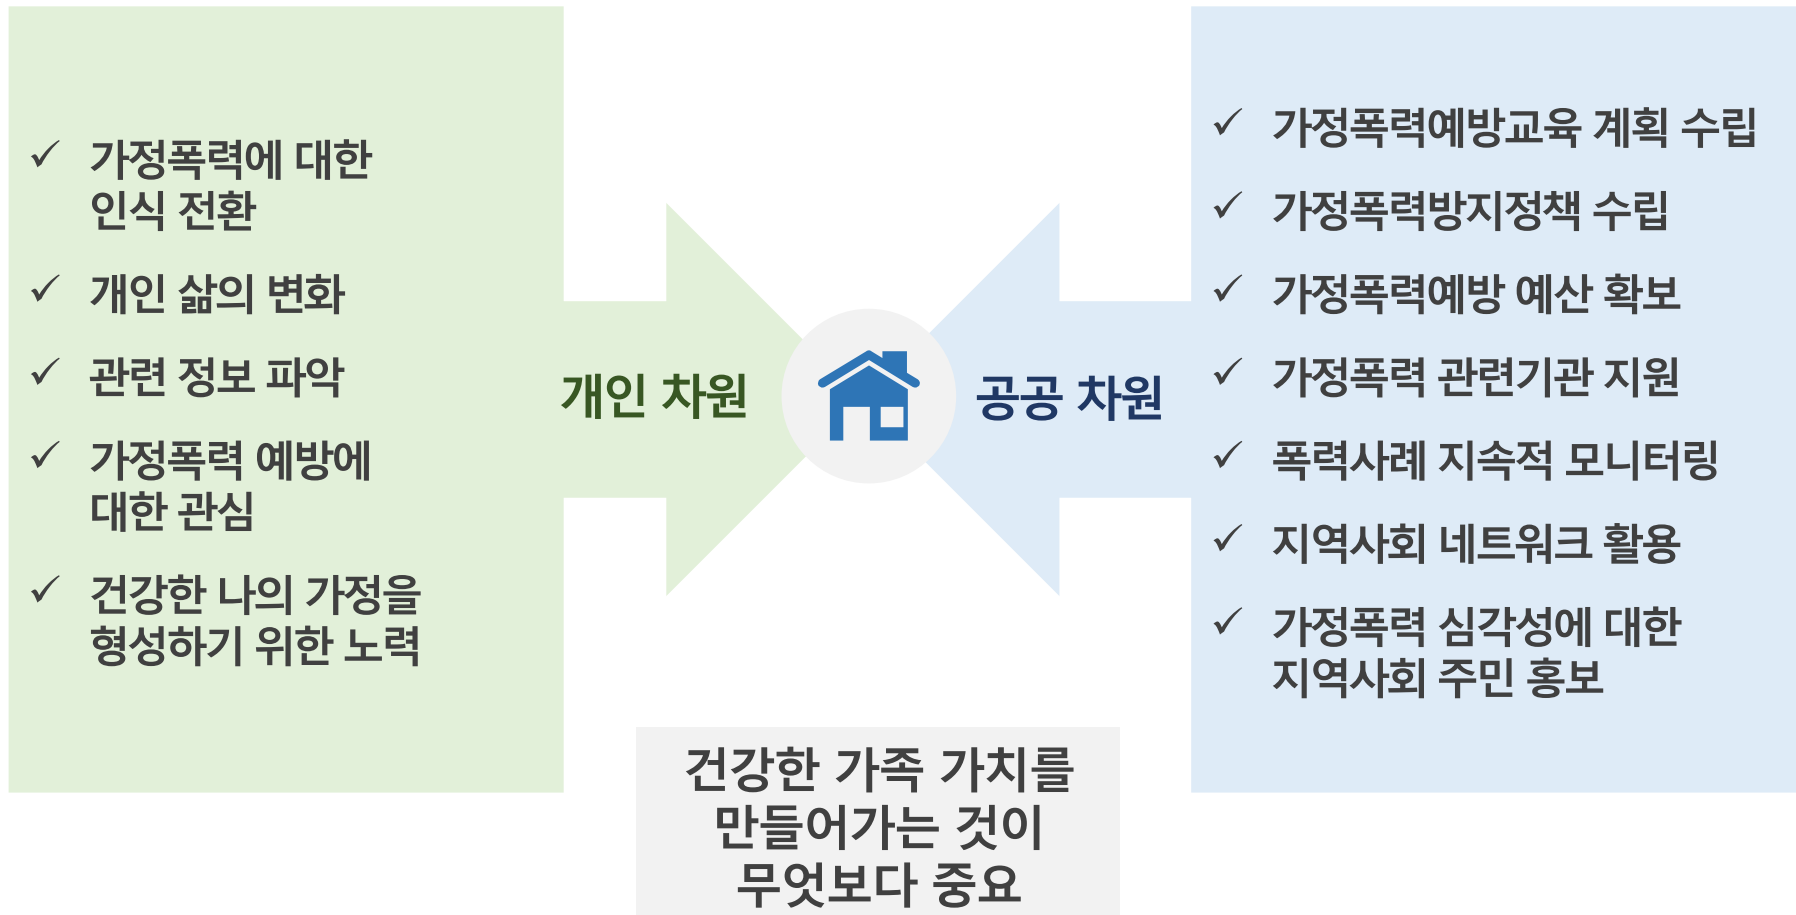 가정폭력에 대한
인식 전환
개인 삶의 변화
관련 정보 파악
가정폭력 예방에
대한 관심
건강한 나의 가정을
형성하기 위한 노력
개인 차원
공공 차원
가정폭력예방교육 계획 수립
가정폭력방지정책 수립
가정폭력예방 예산 확보
가정폭력 관련기관 지원
폭력사례 지속적 모니터링
지역사회 네트워크 활용
가정폭력 심각성에 대한
지역사회 주민 홍보
건강한 가족 가치를
만들어가는 것이
무엇보다 중요